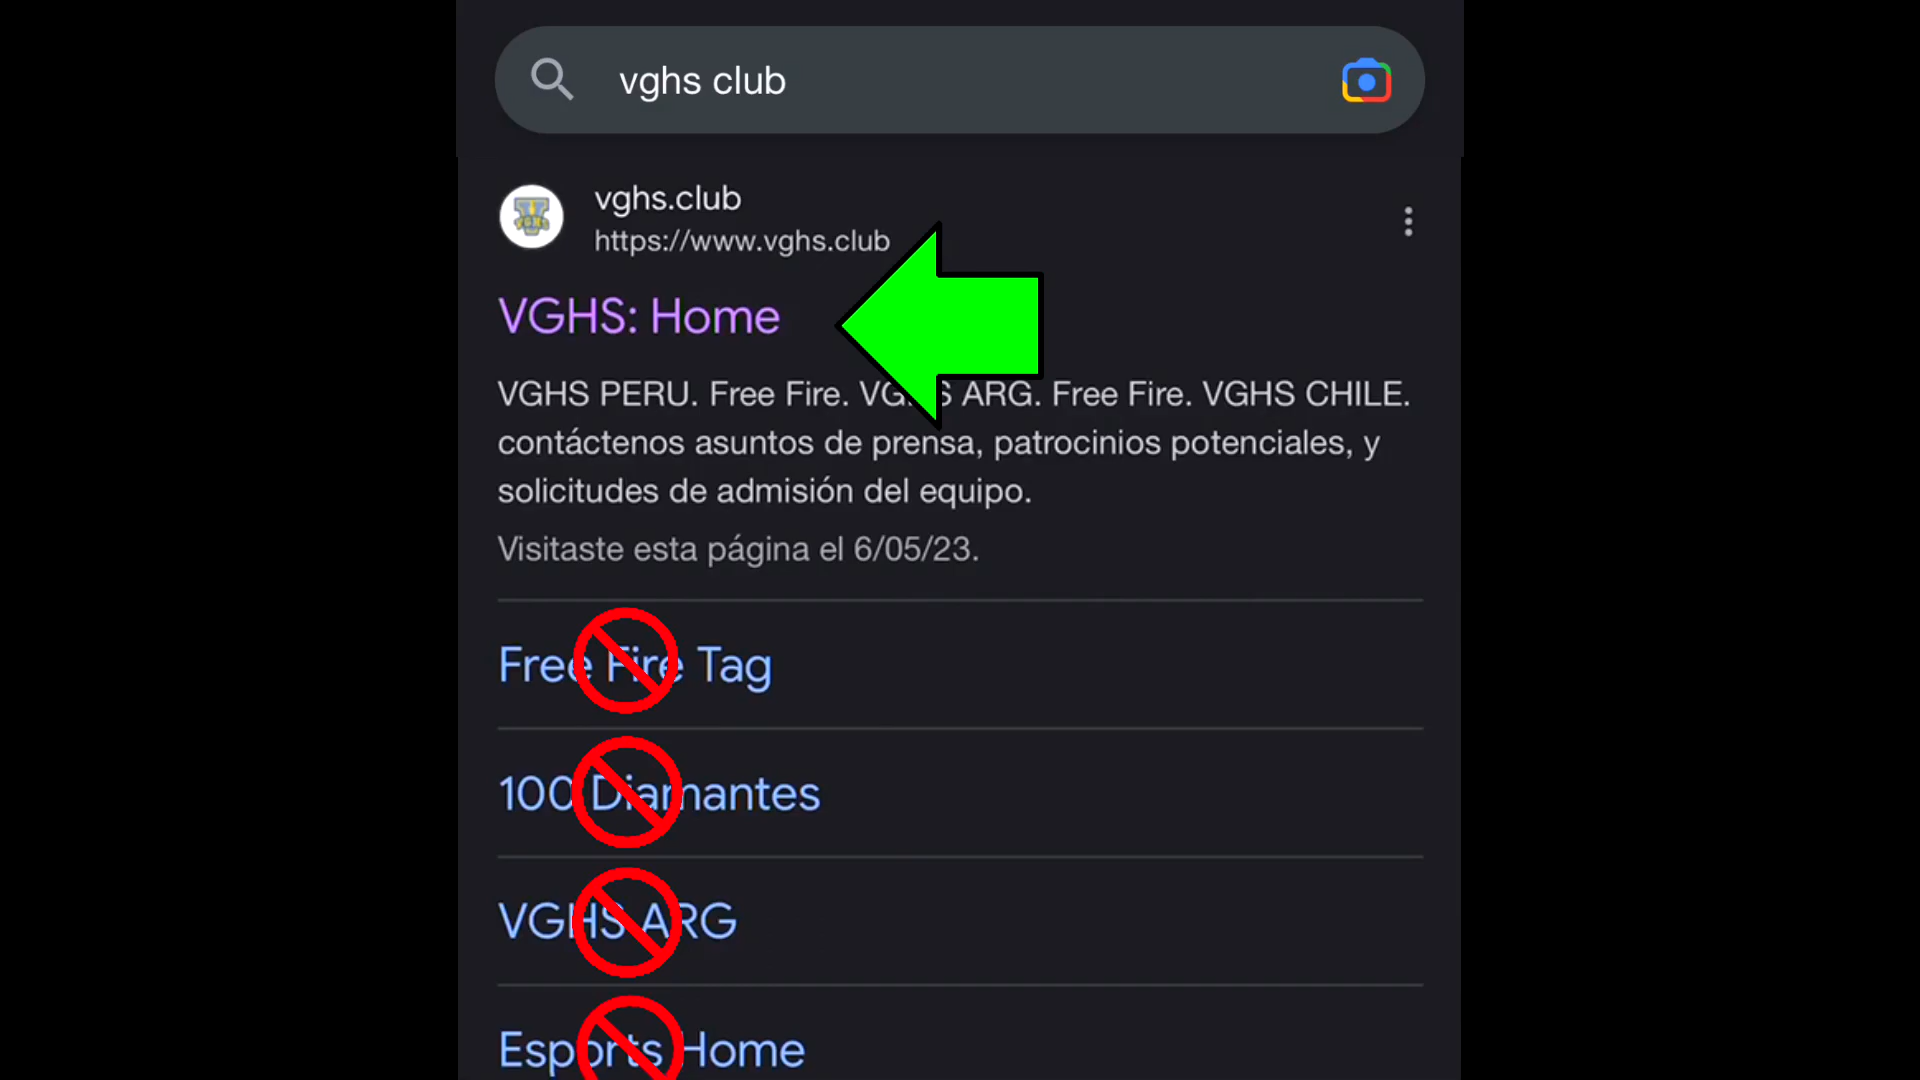 vghs club
vghs.club
https://www.vghs.club
VGHS: Home
VGHS PERU. Free Fire. VGHS ARG. Free Fire. VGHS CHILE.
contáctenos asuntos de prensa, patrocinios potenciales, y
solicitudes de admisión del equipo.
Visitaste esta página el 6/05/23.
Free Fire Tag
100 Diamantes
VGHS ARG
Esports Home